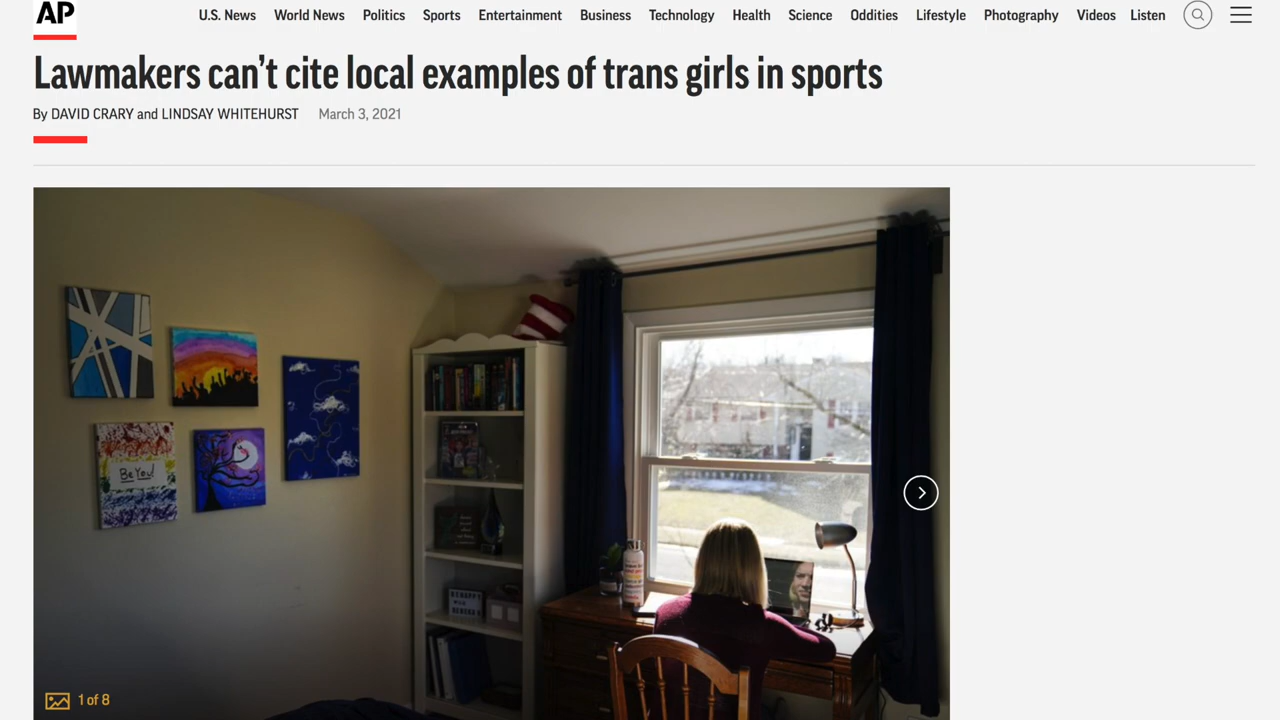 AP
U.S. News World News Politics Sports Entertainment Business Technology Health Science Oddities Lifestyle Photography Videos Listen
Lawmakers can't cite local examples of trans girls in sports
By DAVID CRARY and LINDSAY WHITEHURST March 3, 2021
Be You!
1 of 8